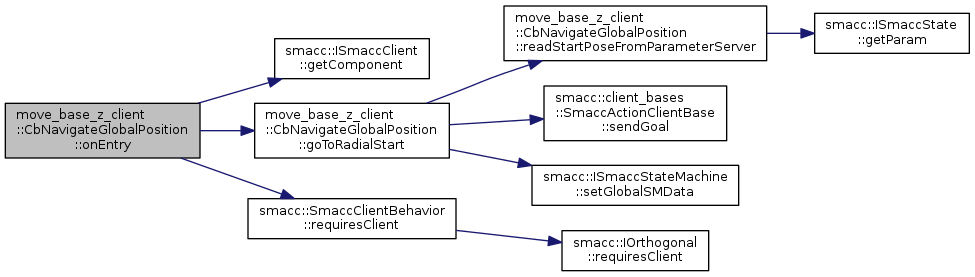 move_base_z_client
::CbNavigateGlobalPosition
::onEntry
smacc::ISmaccClient
::getComponent
move_base_z_client
::CbNavigateGlobalPosition
::goToRadialStart
smacc::SmaccClientBehavior
::requiresClient
move_base_z_client
::CbNavigateGlobalPosition
::readStartPoseFromParameterServer
smacc::client_bases
::SmaccActionClientBase
::sendGoal
smacc::ISmaccStateMachine
::setGlobalSMData
smacc::IOrthogonal
::requiresClient
smacc::ISmaccState
::getParam